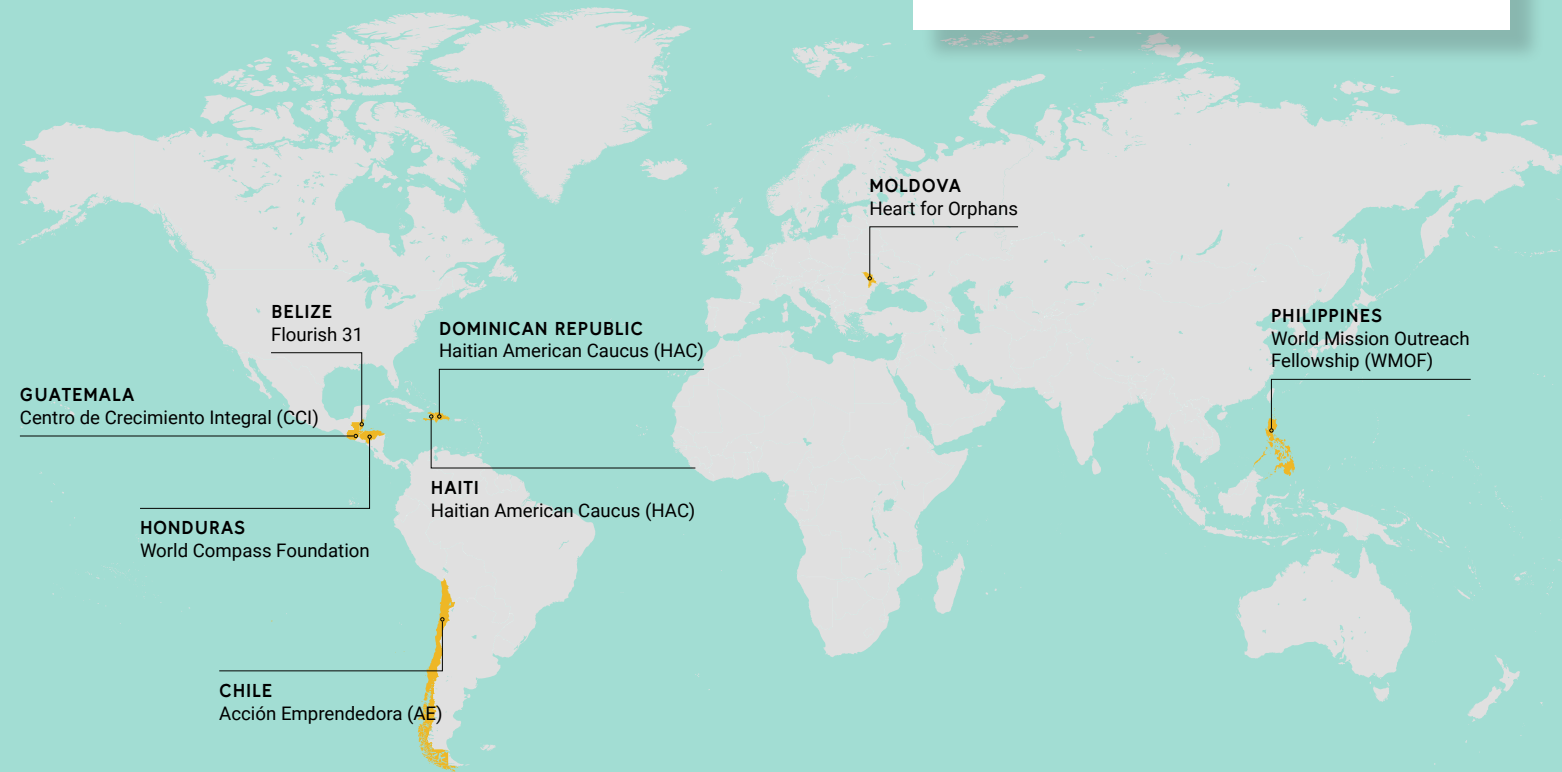 MOLDOVA
Heart for Orphans
BELIZE
Flourish 31
DOMINICAN REPUBLIC
Haitian American Caucus (HAC)
PHILIPPINES
World Mission Outreach
Fellowship (WMOF)
GUATEMALA
Centro de Crecimiento Integral (CCI)
HAITI
Haitian American Caucus (HAC)
HONDURAS
World Compass Foundation
CHILE
Acción Emprendedora (AE)